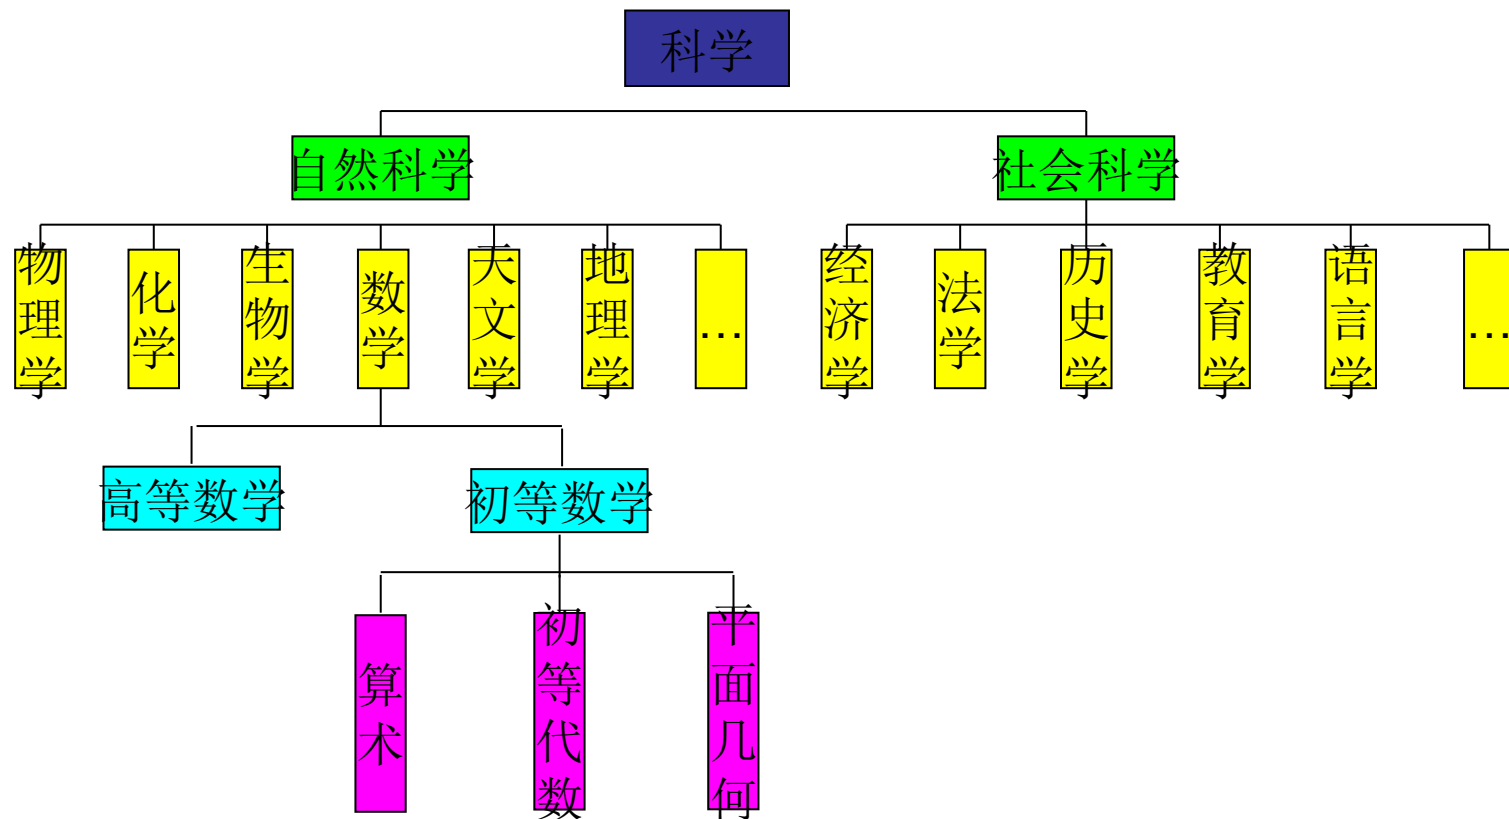 科学
自然科学
社会科学
物理学
化学
生物学
数学
天文学
地理学
…
经济学
法学
历史学
教育学
语言学
…
高等数学
初等数学
算术
初等代数
平面几何